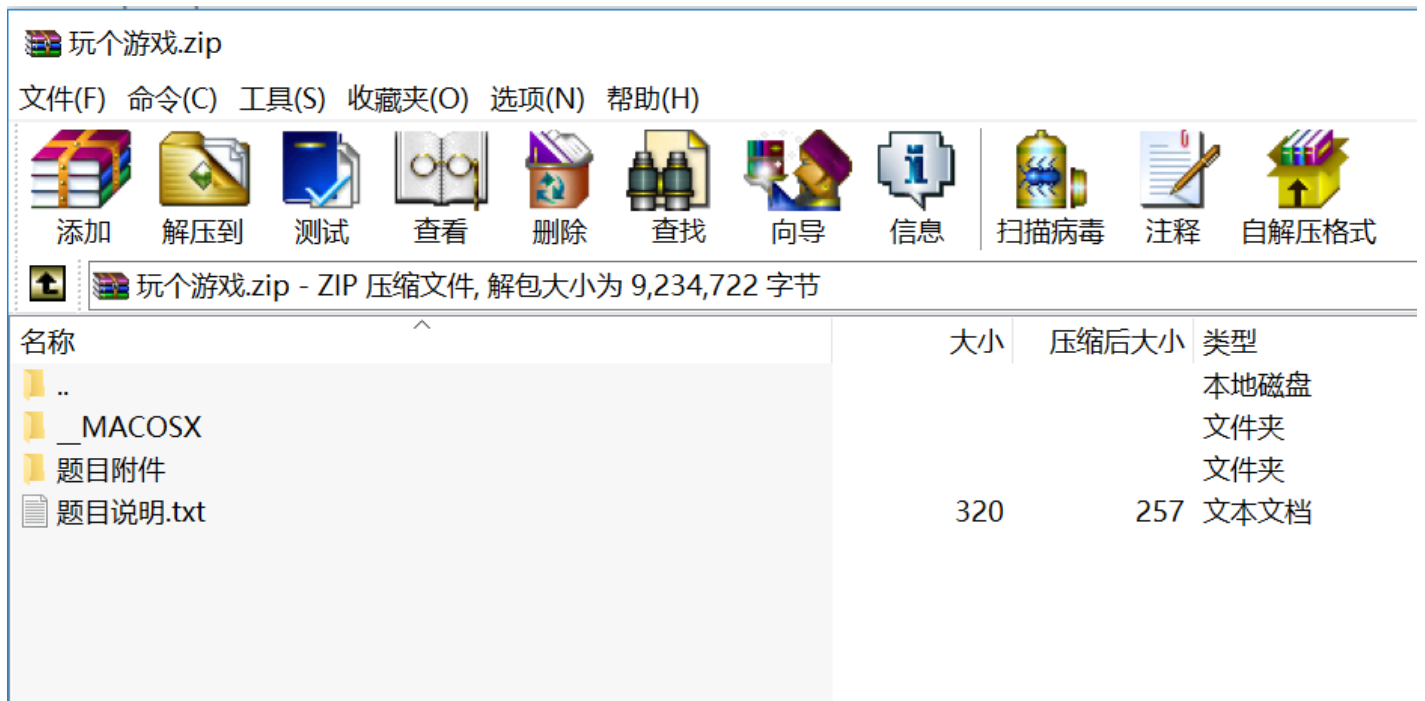 玩个游戏.zip
文件(F) 命令(C) 工具(S) 收藏夹(O) 选项(N) 帮助(H)
添加 解压到 测试 查看 删除 查找 向导 信息 扫描病毒 注释 自解压格式
玩个游戏.zip - ZIP 压缩文件, 解包大小为 9,234,722 字节
名称 大小 压缩后大小 类型
.. 本地磁盘
__MACOSX 文件夹
题目附件 文件夹
题目说明.txt 320 257 文本文档